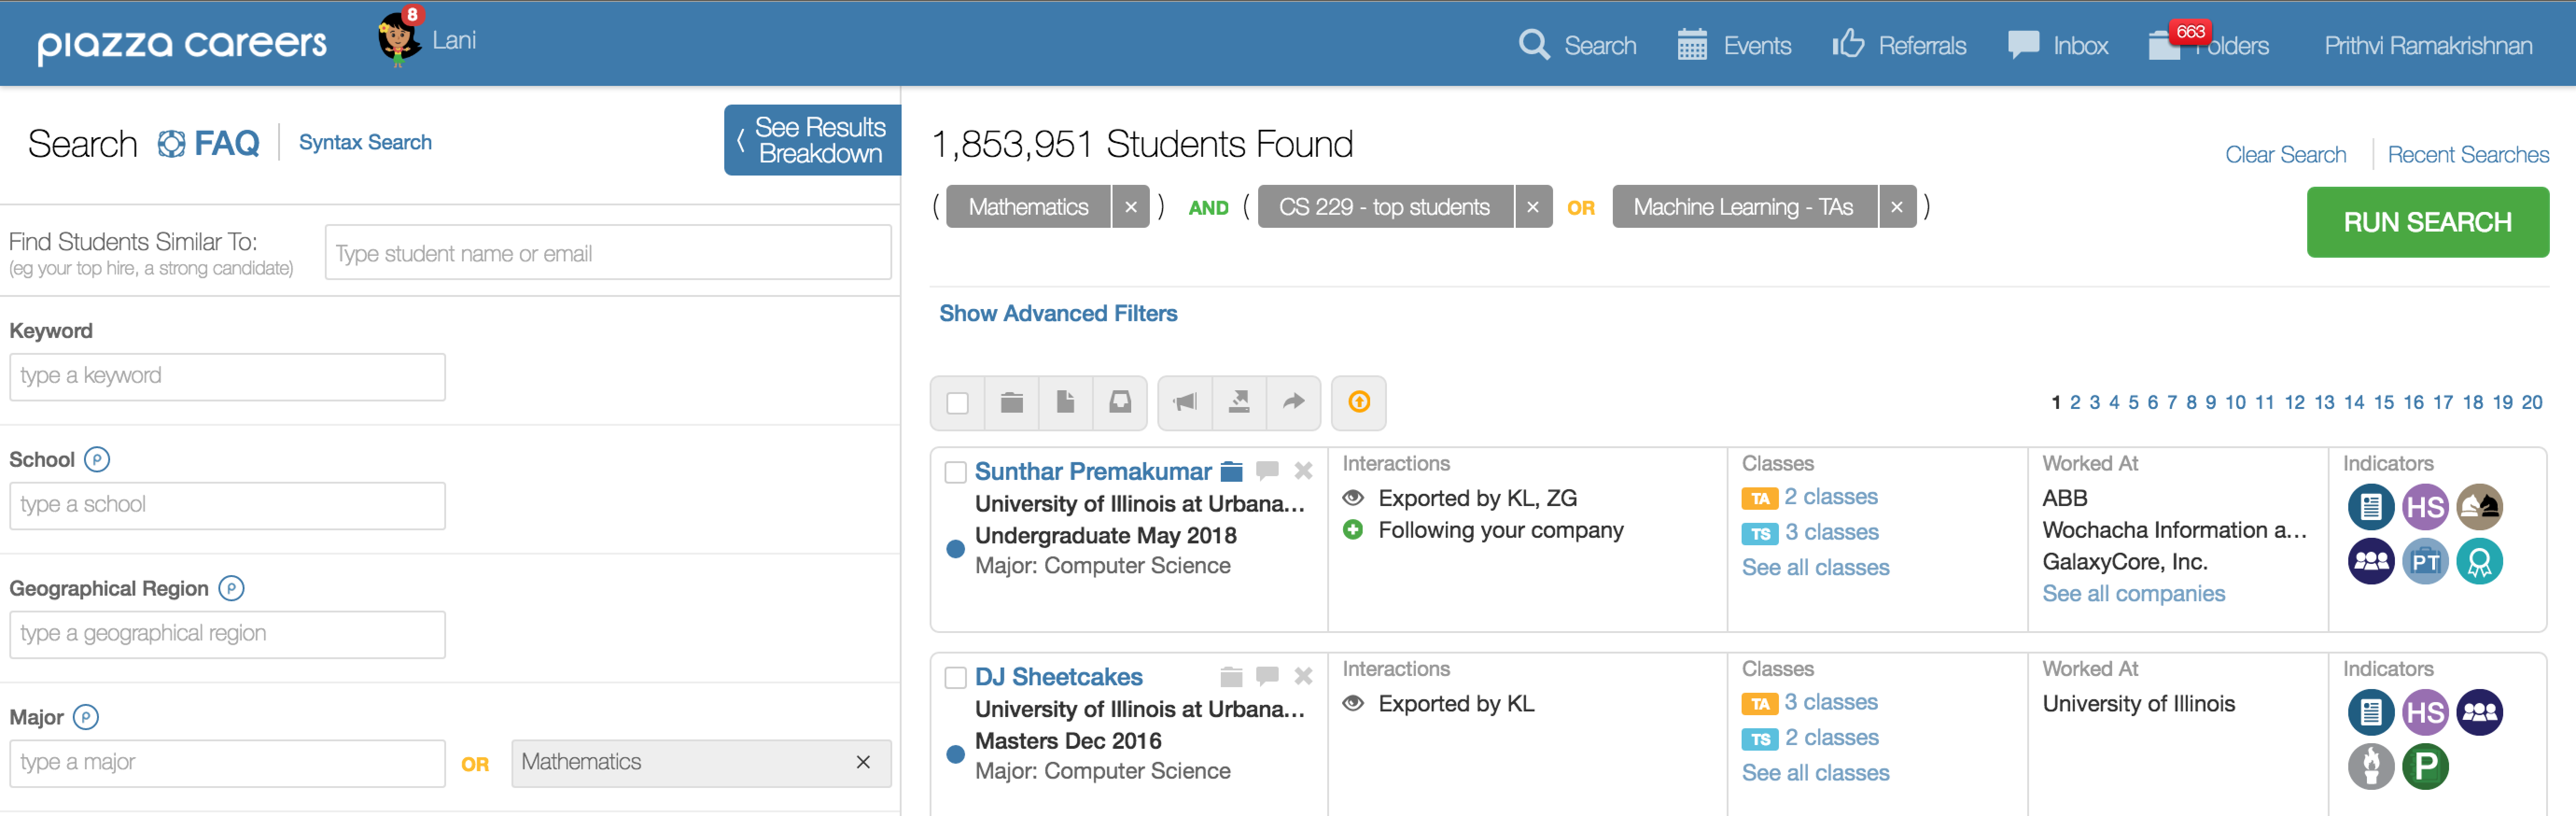 piazza careers
8
Lani
Search
Events
Referrals
Inbox
663
olders
Prithvi Ramakrishnan
Search
FAQ
Syntax Search
See Results
Breakdown
Find Students Similar To:
(eg your top hire, a strong candidate)
Type student name or email
Keyword
type a keyword
School P
type a school
Geographical Region P
type a geographical region
Major P
type a major
OR
Mathematics ×
1,853,951 Students Found
Clear Search
Recent Searches
( Mathematics × ) AND ( CS 229 - top students × OR Machine Learning - TAs × )
RUN SEARCH
Show Advanced Filters
1 2 3 4 5 6 7 8 9 10 11 12 13 14 15 16 17 18 19 20
Sunthar Premakumar
University of Illinois at Urbana...
Undergraduate May 2018
Major: Computer Science
Interactions
Exported by KL, ZG
Following your company
Classes
TA 2 classes
TS 3 classes
See all classes
Worked At
ABB
Wochacha Information a...
GalaxyCore, Inc.
See all companies
Indicators
HS
PT
DJ Sheetcakes
University of Illinois at Urbana...
Masters Dec 2016
Major: Computer Science
Interactions
Exported by KL
Classes
TA 3 classes
TS 2 classes
See all classes
Worked At
University of Illinois
Indicators
HS
P